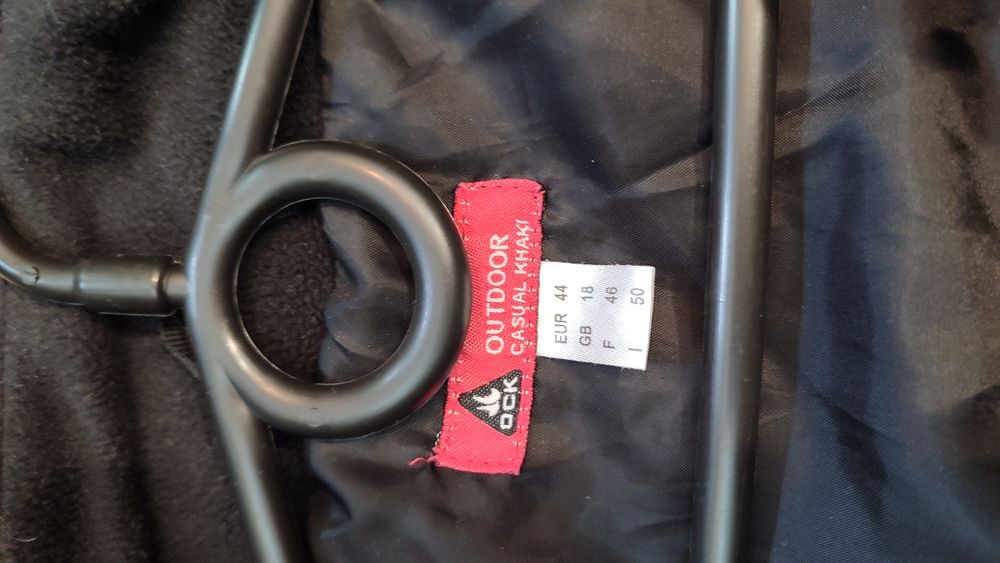 OCK
OUTDOOR
CASUAL KHAKI
EUR 44
GB 18
F 46
I 50